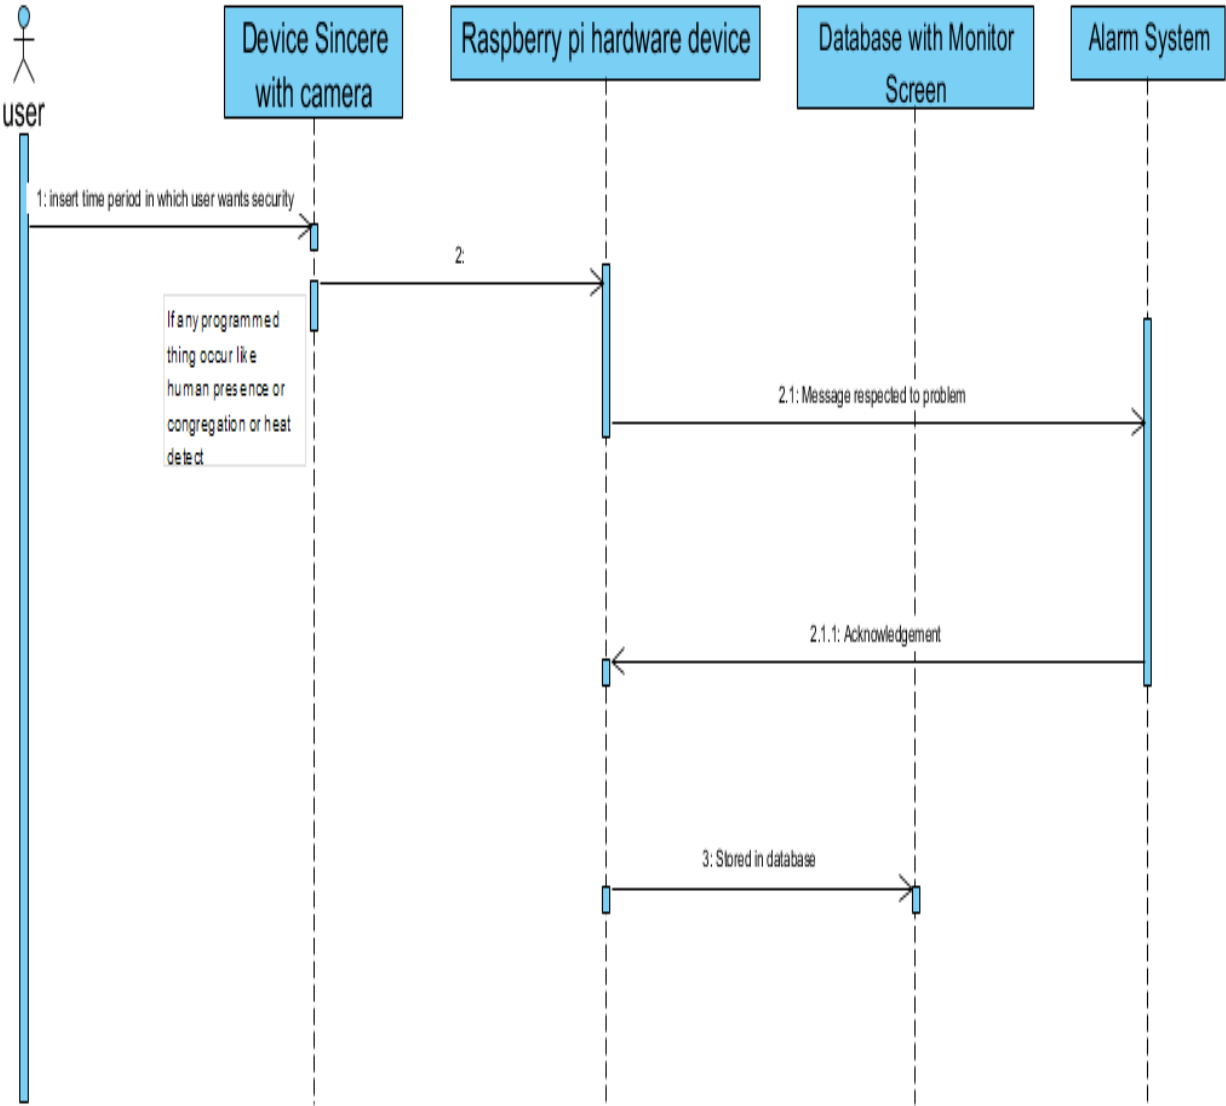 user
Device Sincere
with camera
Raspberry pi hardware device
Database with Monitor
Screen
Alarm System
1: insert time period in which user wants security
2:
If any programmed
thing occur like
human presence or
congregation or heat
detect
2.1: Message respected to problem
2.1.1: Acknowledgement
3: Stored in database